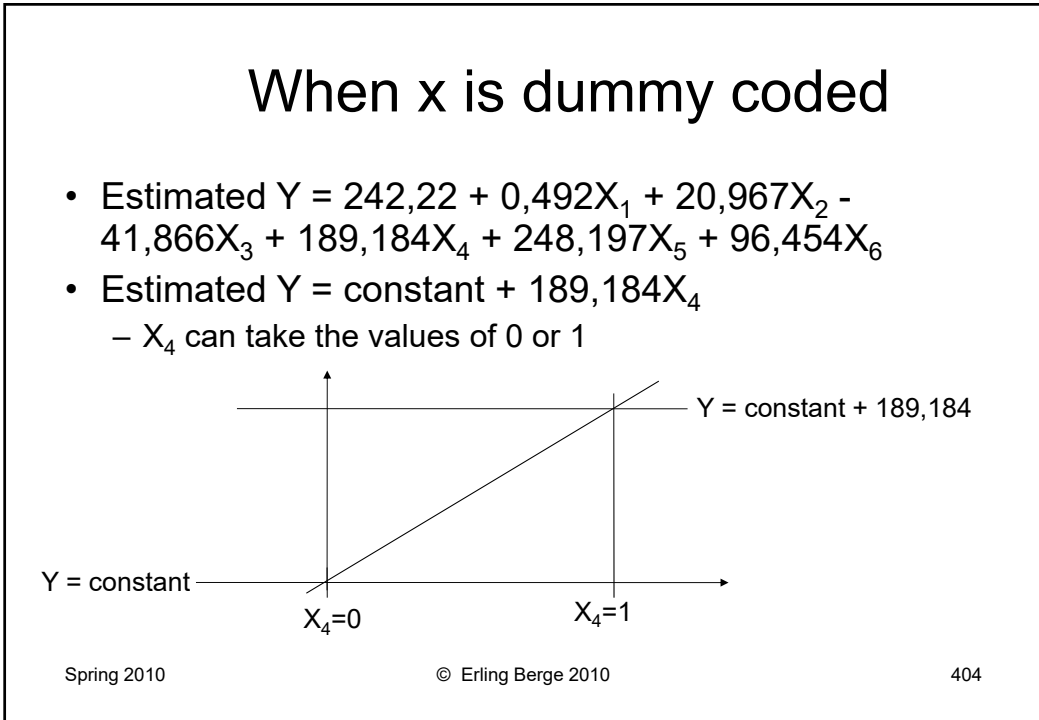 When x is dummy coded
• Estimated Y = 242,22 + 0,492X₁ + 20,967X₂ -
41,866X₃ + 189,184X₄ + 248,197X₅ + 96,454X₆
• Estimated Y = constant + 189,184X₄
– X₄ can take the values of 0 or 1
Y = constant + 189,184
Y = constant
X₄=0
X₄=1
Spring 2010
© Erling Berge 2010
404